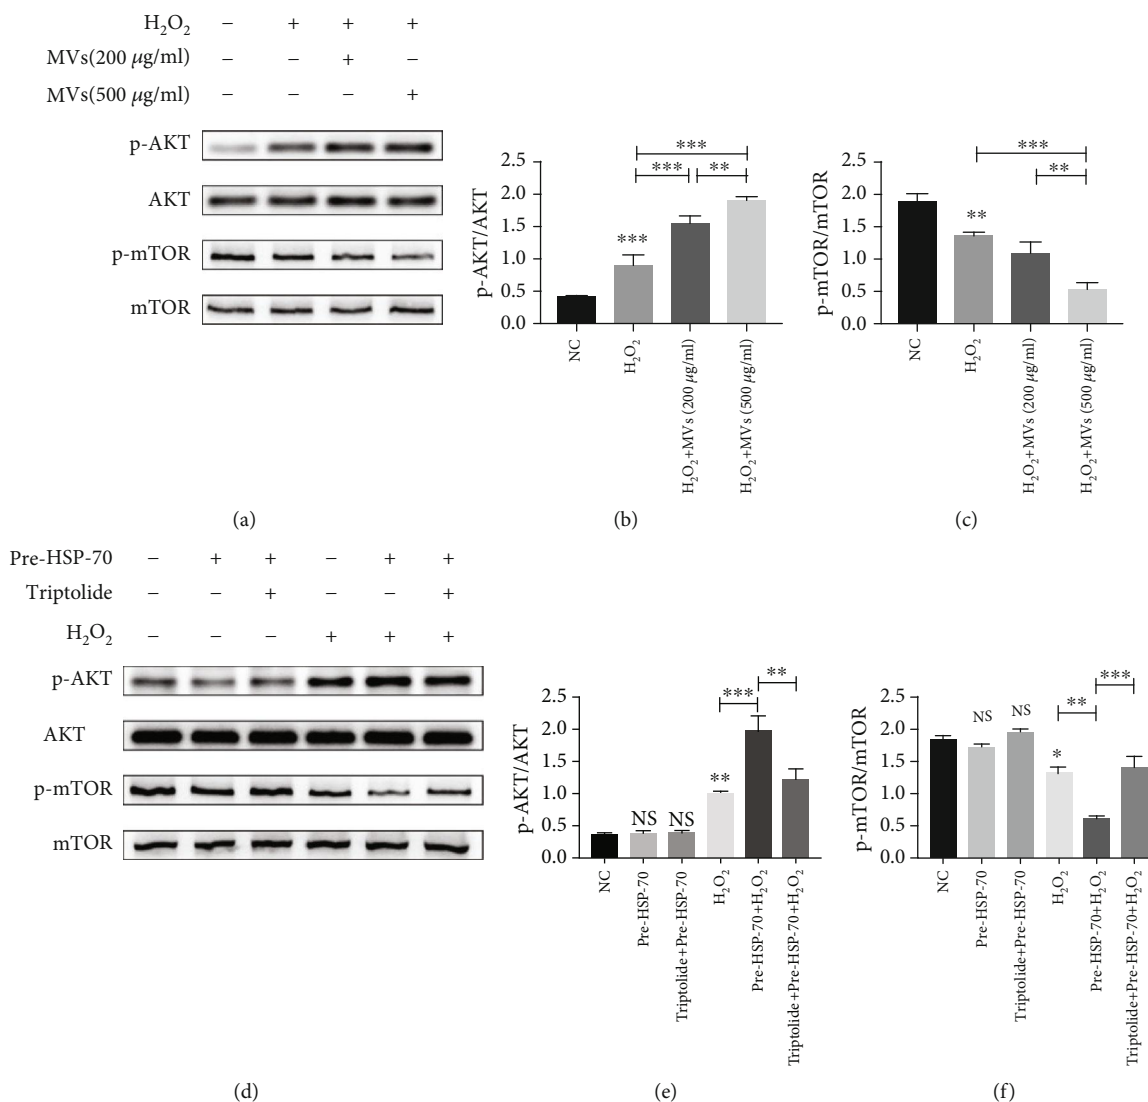 H₂O₂ − + + +
MVs(200 μg/ml) − − + −
MVs(500 μg/ml) − − − +
p-AKT
AKT
p-mTOR
mTOR
(a)
p-AKT/AKT
2.5
2.0
1.5
1.0
0.5
0.0
***
***
**
***
NC
H₂O₂
H₂O₂+MVs (200 μg/ml)
H₂O₂+MVs (500 μg/ml)
(b)
p-mTOR/mTOR
2.5
2.0
1.5
1.0
0.5
0.0
***
**
**
NC
H₂O₂
H₂O₂+MVs (200 μg/ml)
H₂O₂+MVs (500 μg/ml)
(c)
Pre-HSP-70 − + + − + +
Triptolide − − + − − +
H₂O₂ − − − + + +
p-AKT
AKT
p-mTOR
mTOR
(d)
p-AKT/AKT
2.5
2.0
1.5
1.0
0.5
0.0
NS
NS
**
***
**
NC
Pre-HSP-70
Triptolide+Pre-HSP-70
H₂O₂
Pre-HSP-70+H₂O₂
Triptolide+Pre-HSP-70+H₂O₂
(e)
p-mTOR/mTOR
2.5
2.0
1.5
1.0
0.5
0.0
NS
NS
*
**
***
NC
Pre-HSP-70
Triptolide+Pre-HSP-70
H₂O₂
Pre-HSP-70+H₂O₂
Triptolide+Pre-HSP-70+H₂O₂
(f)